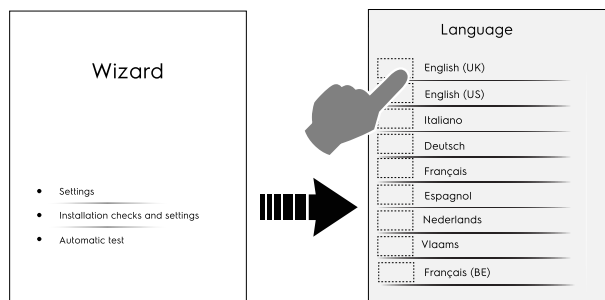 Wizard
Settings
Installation checks and settings
Automatic test
Language
English (UK)
English (US)
Italiano
Deutsch
Français
Espagnol
Nederlands
Vlaams
Français (BE)